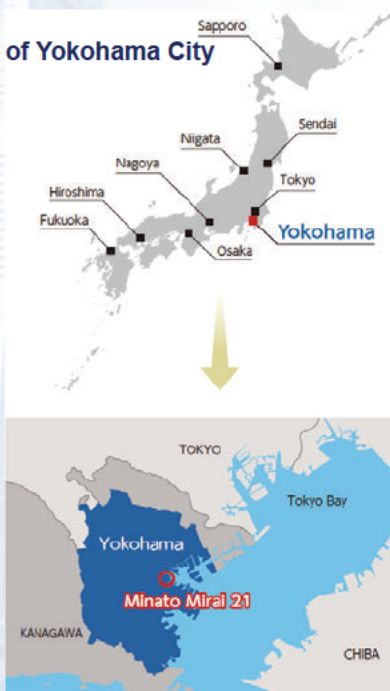 of Yokohama City
Sapporo
Sendai
Niigata
Nagoya
Tokyo
Hiroshima
Fukuoka
Yokohama
Osaka
TOKYO
Tokyo Bay
Yokohama
Minato Mirai 21
KANAGAWA
CHIBA